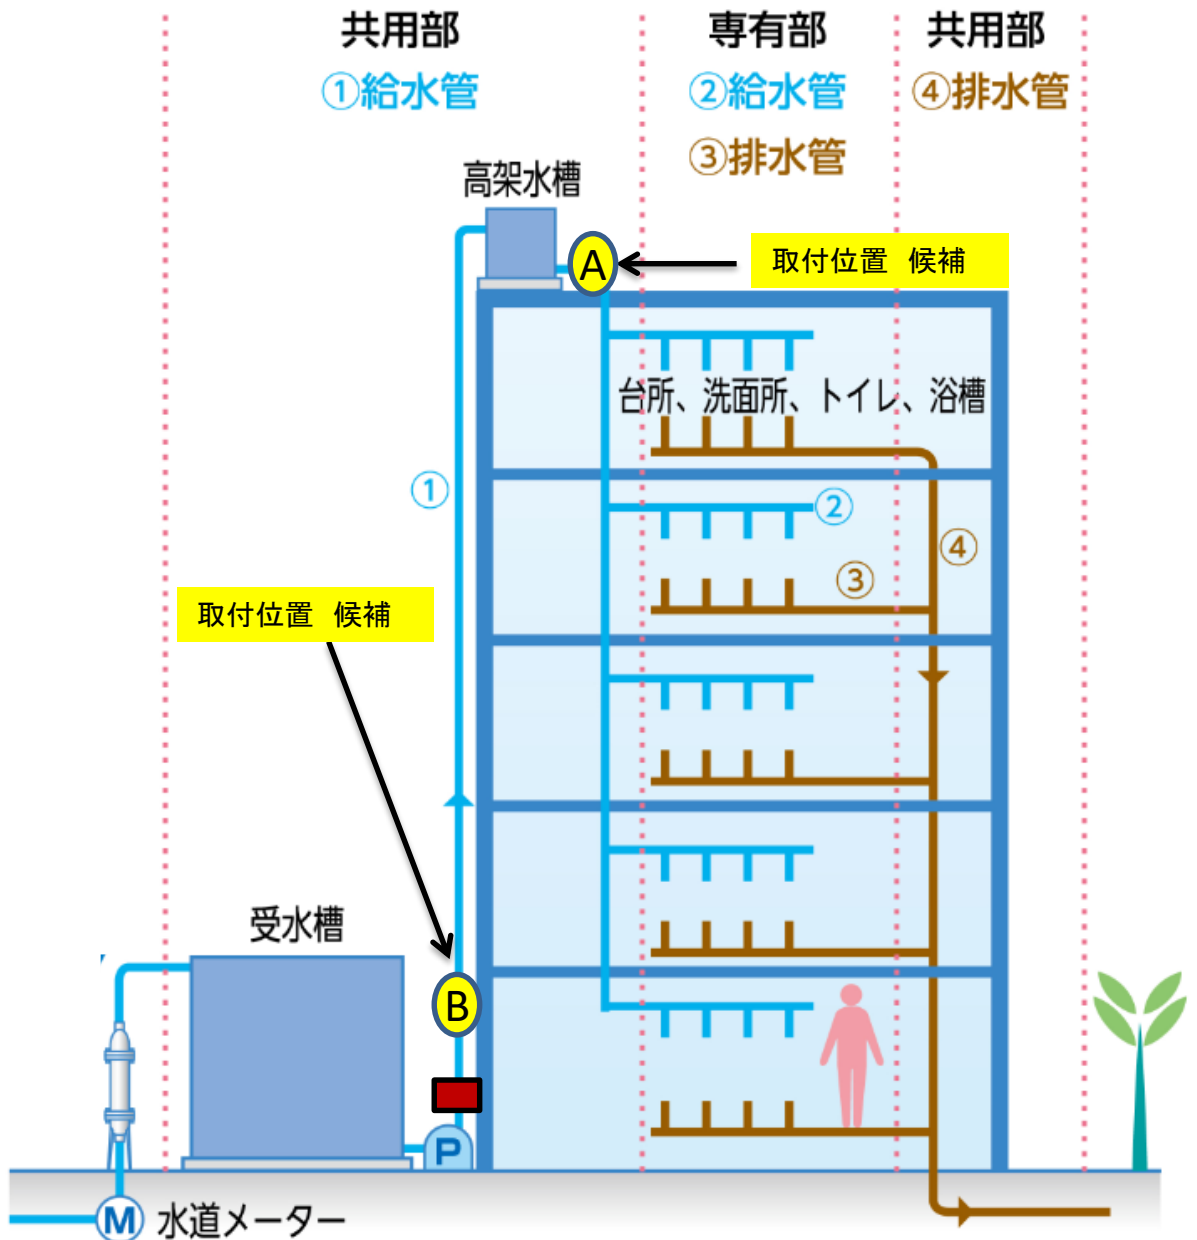 共用部
専有部
共用部
①給水管
②給水管
④排水管
③排水管
高架水槽
A
取付位置　候補
台所、洗面所、トイレ、浴槽
①
②
④
③
取付位置　候補
受水槽
B
P
M
水道メーター